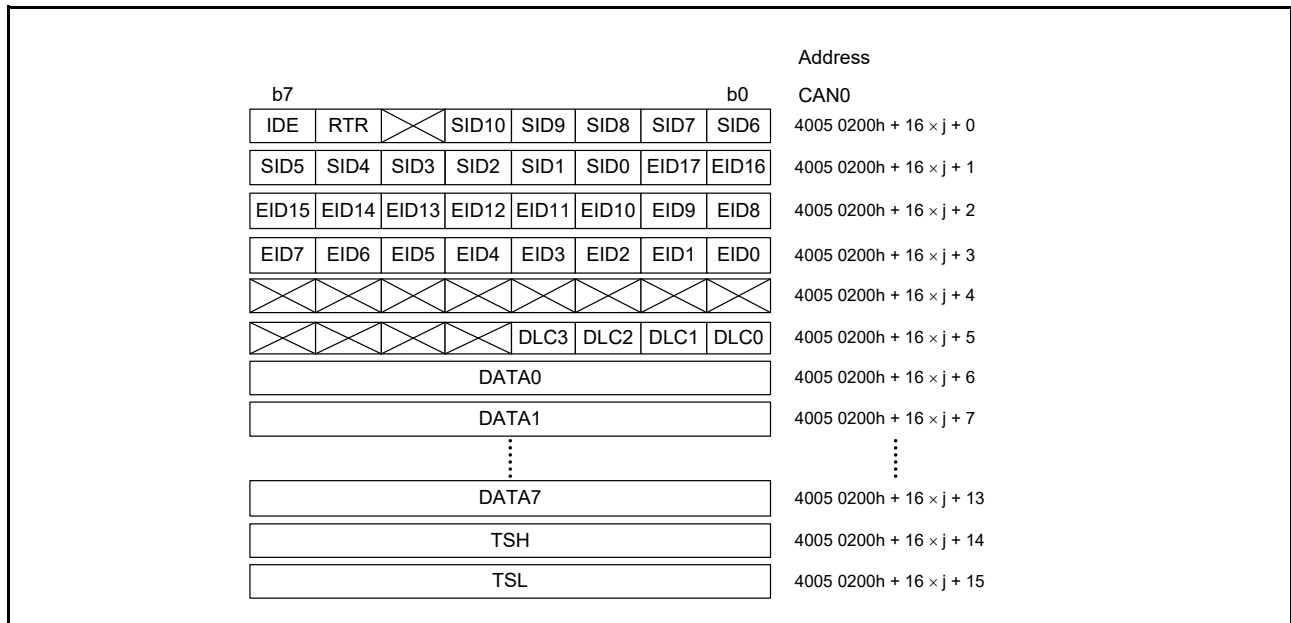 Address
b7 b0 CAN0
IDE RTR SID10 SID9 SID8 SID7 SID6 4005 0200h + 16 × j + 0
SID5 SID4 SID3 SID2 SID1 SID0 EID17 EID16 4005 0200h + 16 × j + 1
EID15 EID14 EID13 EID12 EID11 EID10 EID9 EID8 4005 0200h + 16 × j + 2
EID7 EID6 EID5 EID4 EID3 EID2 EID1 EID0 4005 0200h + 16 × j + 3
4005 0200h + 16 × j + 4
DLC3 DLC2 DLC1 DLC0 4005 0200h + 16 × j + 5
DATA0 4005 0200h + 16 × j + 6
DATA1 4005 0200h + 16 × j + 7
DATA7 4005 0200h + 16 × j + 13
TSH 4005 0200h + 16 × j + 14
TSL 4005 0200h + 16 × j + 15